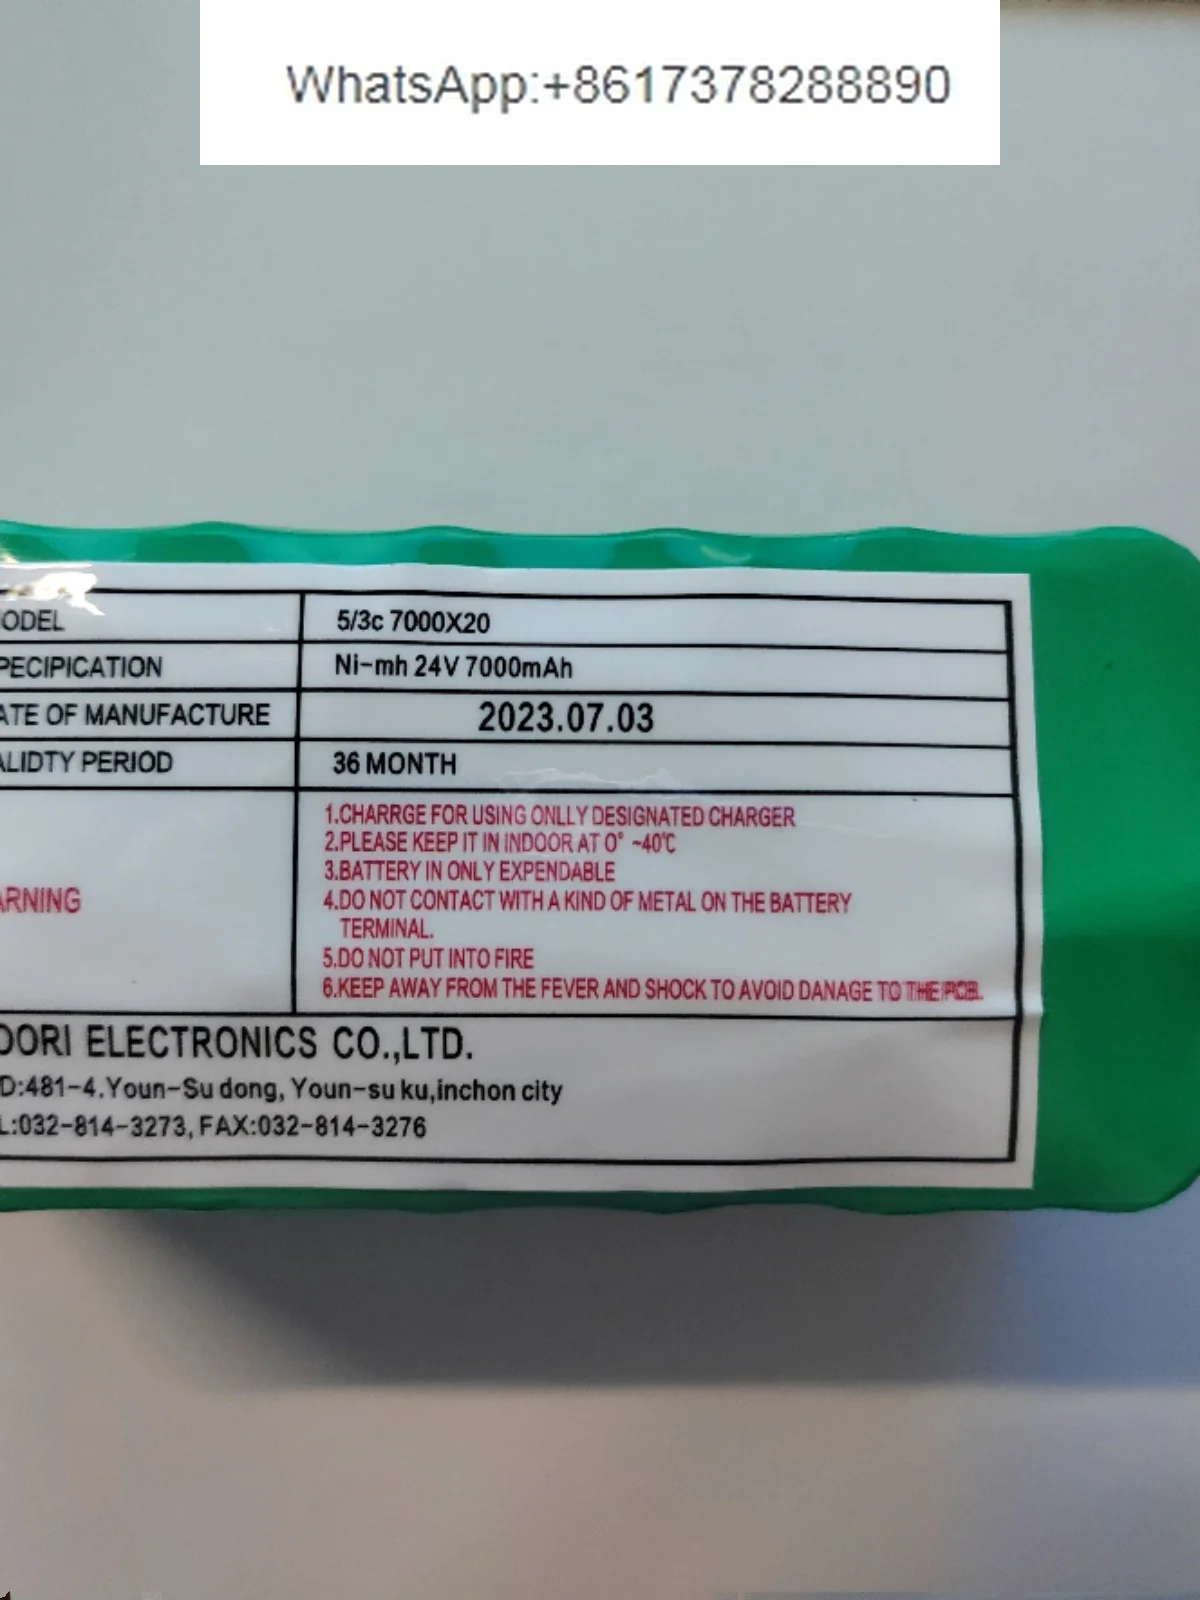 WhatsApp:+8617378288890
ODEL 5/3c 7000X20
PECIPICATION Ni-mh 24V 7000mAh
ATE OF MANUFACTURE 2023.07.03
ALIDTY PERIOD 36 MONTH
1.CHARRGE FOR USING ONLLY DESIGNATED CHARGER
2.PLEASE KEEP IT IN INDOOR AT 0° ~40℃
3.BATTERY IN ONLY EXPENDABLE
ARNING
4.DO NOT CONTACT WITH A KIND OF METAL ON THE BATTERY
TERMINAL.
5.DO NOT PUT INTO FIRE
6.KEEP AWAY FROM THE FEVER AND SHOCK TO AVOID DANAGE TO THE PCB.
DORI ELECTRONICS CO.,LTD.
D:481-4.Youn-Su dong, Youn-su ku,inchon city
L:032-814-3273, FAX:032-814-3276